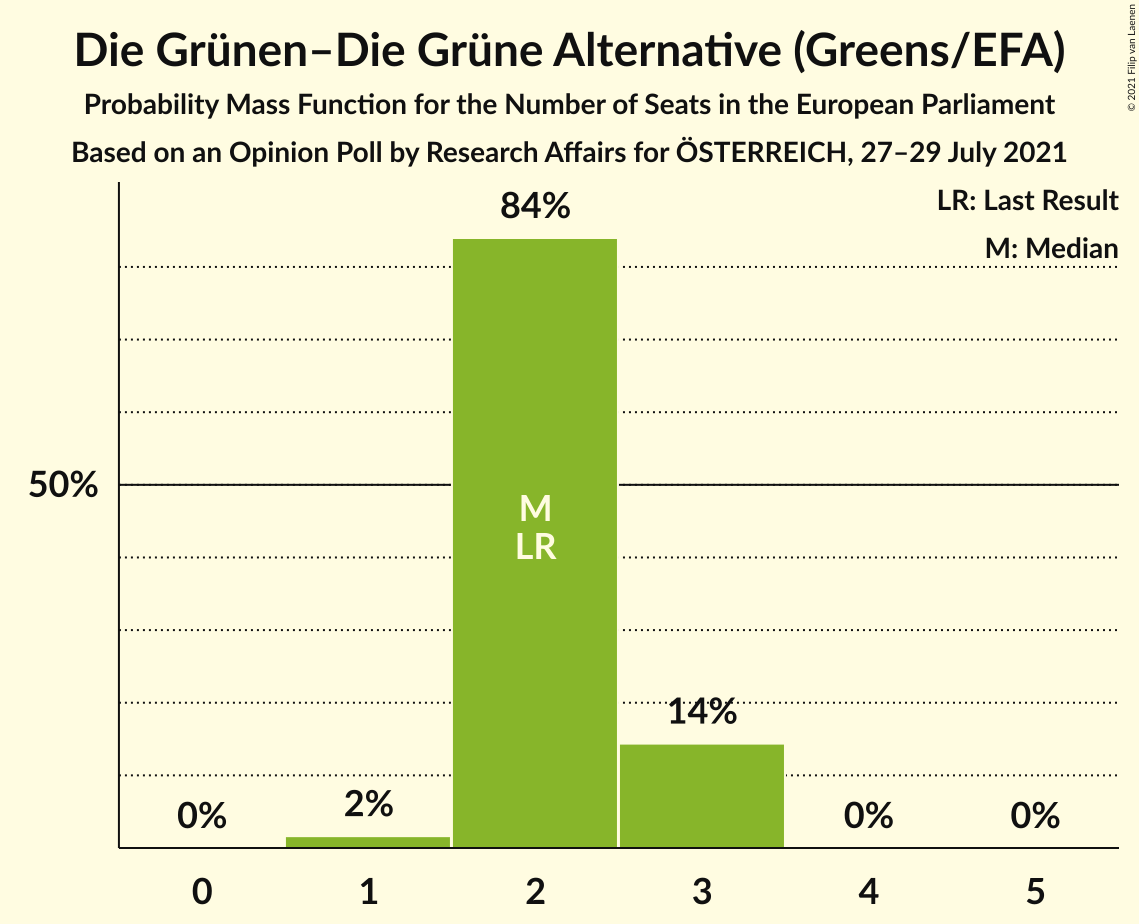 Die Grünen–Die Grüne Alternative (Greens/EFA)
Probability Mass Function for the Number of Seats in the European Parliament
Based on an Opinion Poll by Research Affairs for ÖSTERREICH, 27–29 July 2021
© 2021 Filip van Laenen
LR: Last Result
M: Median
84%
50%
M
LR
14%
2%
0%
0%
0%
0
1
2
3
4
5